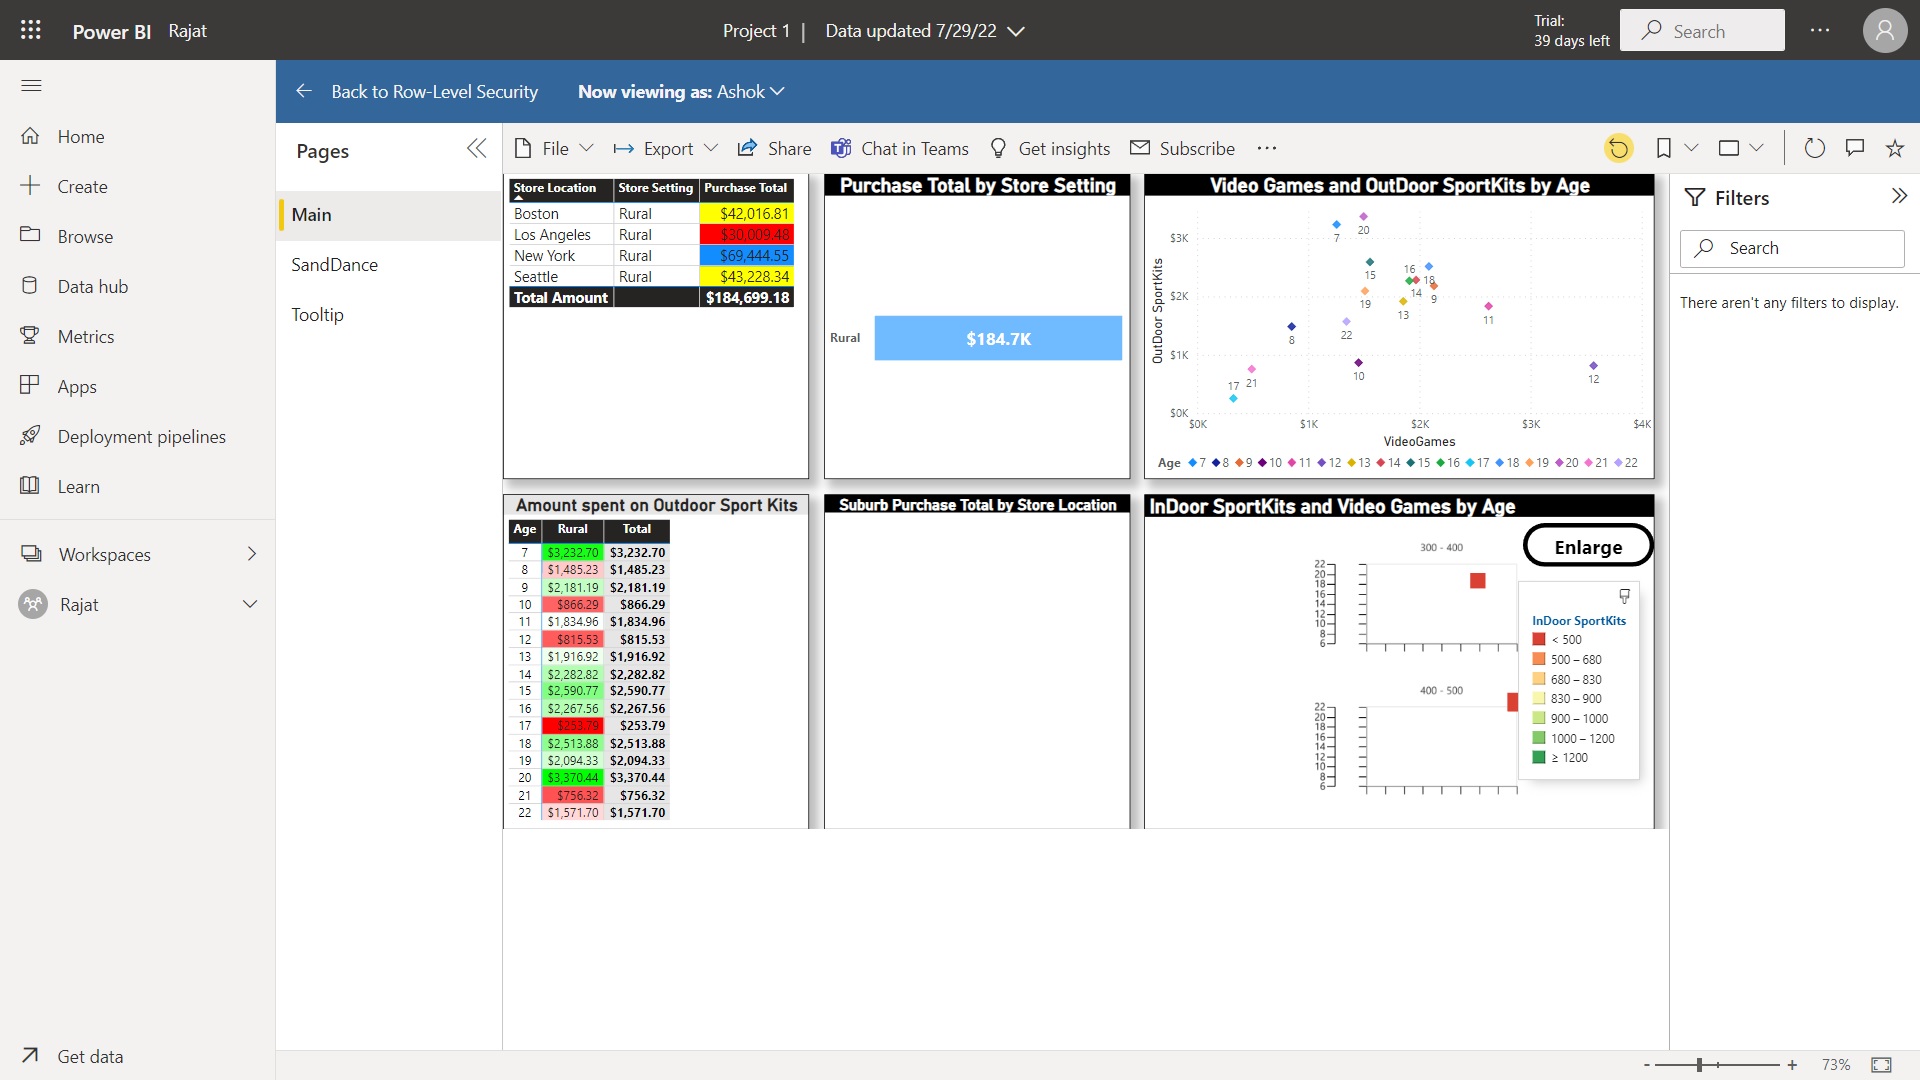 Power BI Rajat
Project 1 | Data updated 7/29/22
Trial:
39 days left
Search
Back to Row-Level Security
Now viewing as: Ashok
Home
Create
Browse
Data hub
Metrics
Apps
Deployment pipelines
Learn
Workspaces
Rajat
Get data
Pages
Main
SandDance
Tooltip
File Export Share Chat in Teams Get insights Subscribe
Store Location Store Setting Purchase Total
Boston Rural $42,016.81
Los Angeles Rural $30,009.48
New York Rural $69,444.55
Seattle Rural $43,228.34
Total Amount $184,699.18
Purchase Total by Store Setting
Rural $184.7K
Video Games and OutDoor SportKits by Age
OutDoor SportKits
$3K
$2K
$1K
$0K
7
20
15
16
18
14
9
19
13
11
22
8
10
12
17 21
$0K $1K $2K $3K $4K
VideoGames
Age 7 8 9 10 11 12 13 14 15 16 17 18 19 20 21 22
Amount spent on Outdoor Sport Kits
Age Rural Total
7 $3,232.70 $3,232.70
8 $1,485.23 $1,485.23
9 $2,181.19 $2,181.19
10 $866.29 $866.29
11 $1,834.96 $1,834.96
12 $815.53 $815.53
13 $1,916.92 $1,916.92
14 $2,282.82 $2,282.82
15 $2,590.77 $2,590.77
16 $2,267.56 $2,267.56
17 $253.79 $253.79
18 $2,513.88 $2,513.88
19 $2,094.33 $2,094.33
20 $3,370.44 $3,370.44
21 $756.32 $756.32
22 $1,571.70 $1,571.70
Suburb Purchase Total by Store Location
InDoor SportKits and Video Games by Age
Enlarge
300 - 400
22
20
18
16
14
12
10
8
6
400 - 500
22
20
18
16
14
12
10
8
6
InDoor SportKits
< 500
500 – 680
680 – 830
830 – 900
900 – 1000
1000 – 1200
≥ 1200
Filters
Search
There aren't any filters to display.
- + 73%